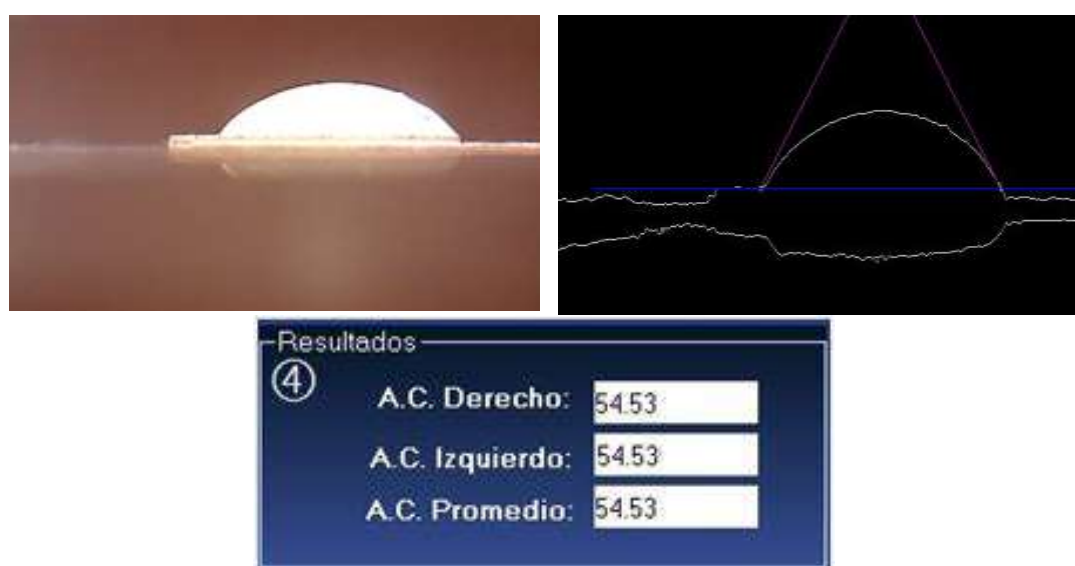 Resultados
④
A.C. Derecho: 54.53
A.C. Izquierdo: 54.53
A.C. Promedio: 54.53